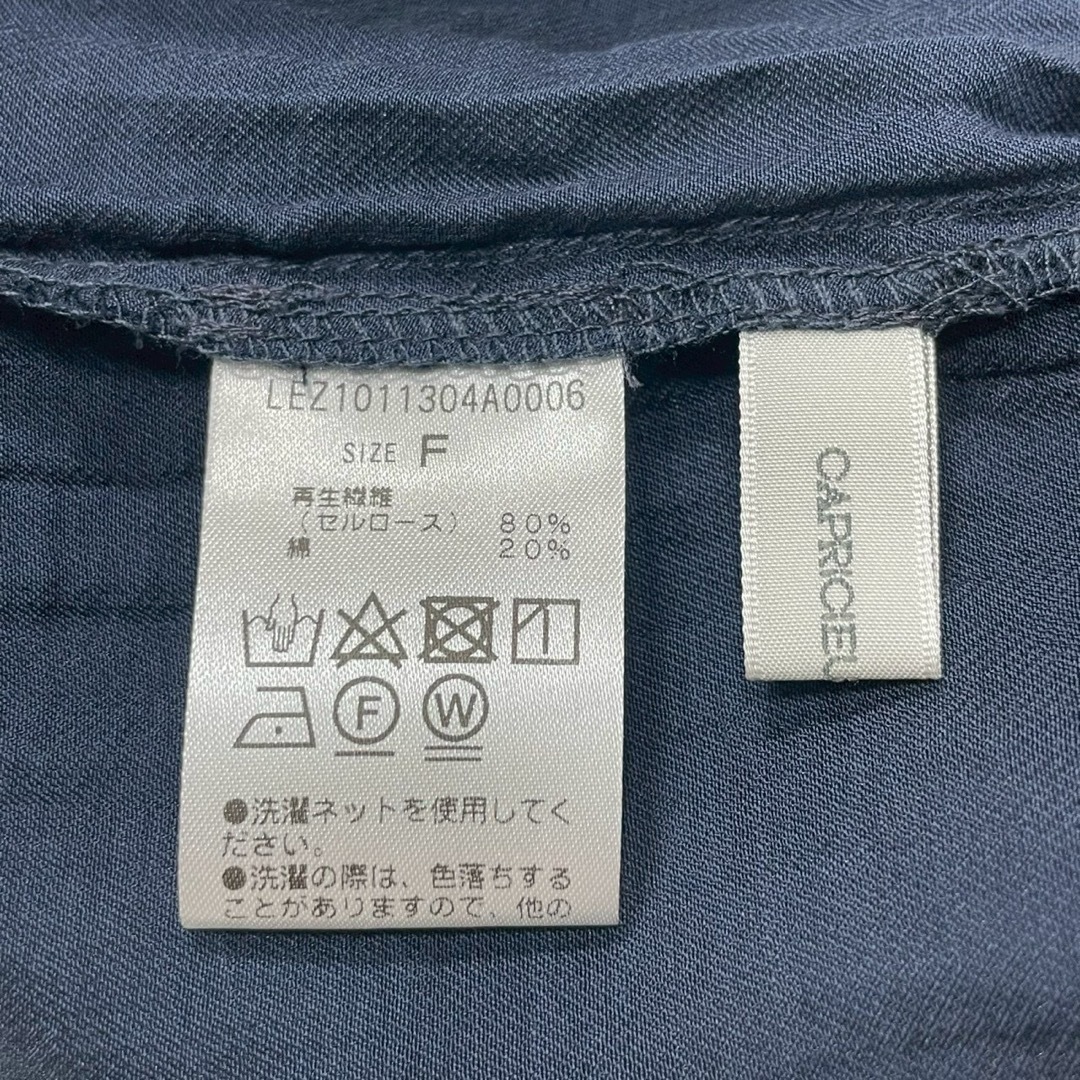 LEZ1011304A0006
SIZE F
再生繊維
（セルロース） 80%
綿 20%
F W
●洗濯ネットを使用してく
ださい。
●洗濯の際は、色落ちする
ことがありますので、他の
CAPRICIEU